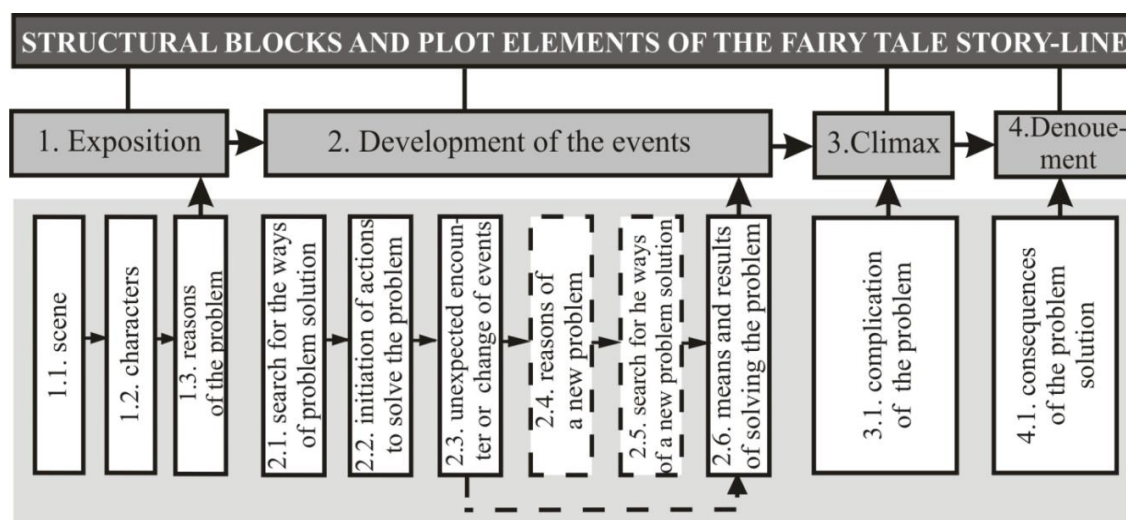 STRUCTURAL BLOCKS AND PLOT ELEMENTS OF THE FAIRY TALE STORY-LINE
1. Exposition
2. Development of the events
3.Climax
4.Denoue-
ment
1.1. scene
1.2. characters
1.3. reasons
of the problem
2.1. search for the ways
of problem solution
2.2. initiation of actions
to solve the problem
2.3. unexpected encoun-
ter or change of events
2.4. reasons of
a new problem
2.5. search for he ways
of a new problem solution
2.6. means and results
of solving the problem
3.1. complication
of the problem
4.1. consequences
of the problem
solution